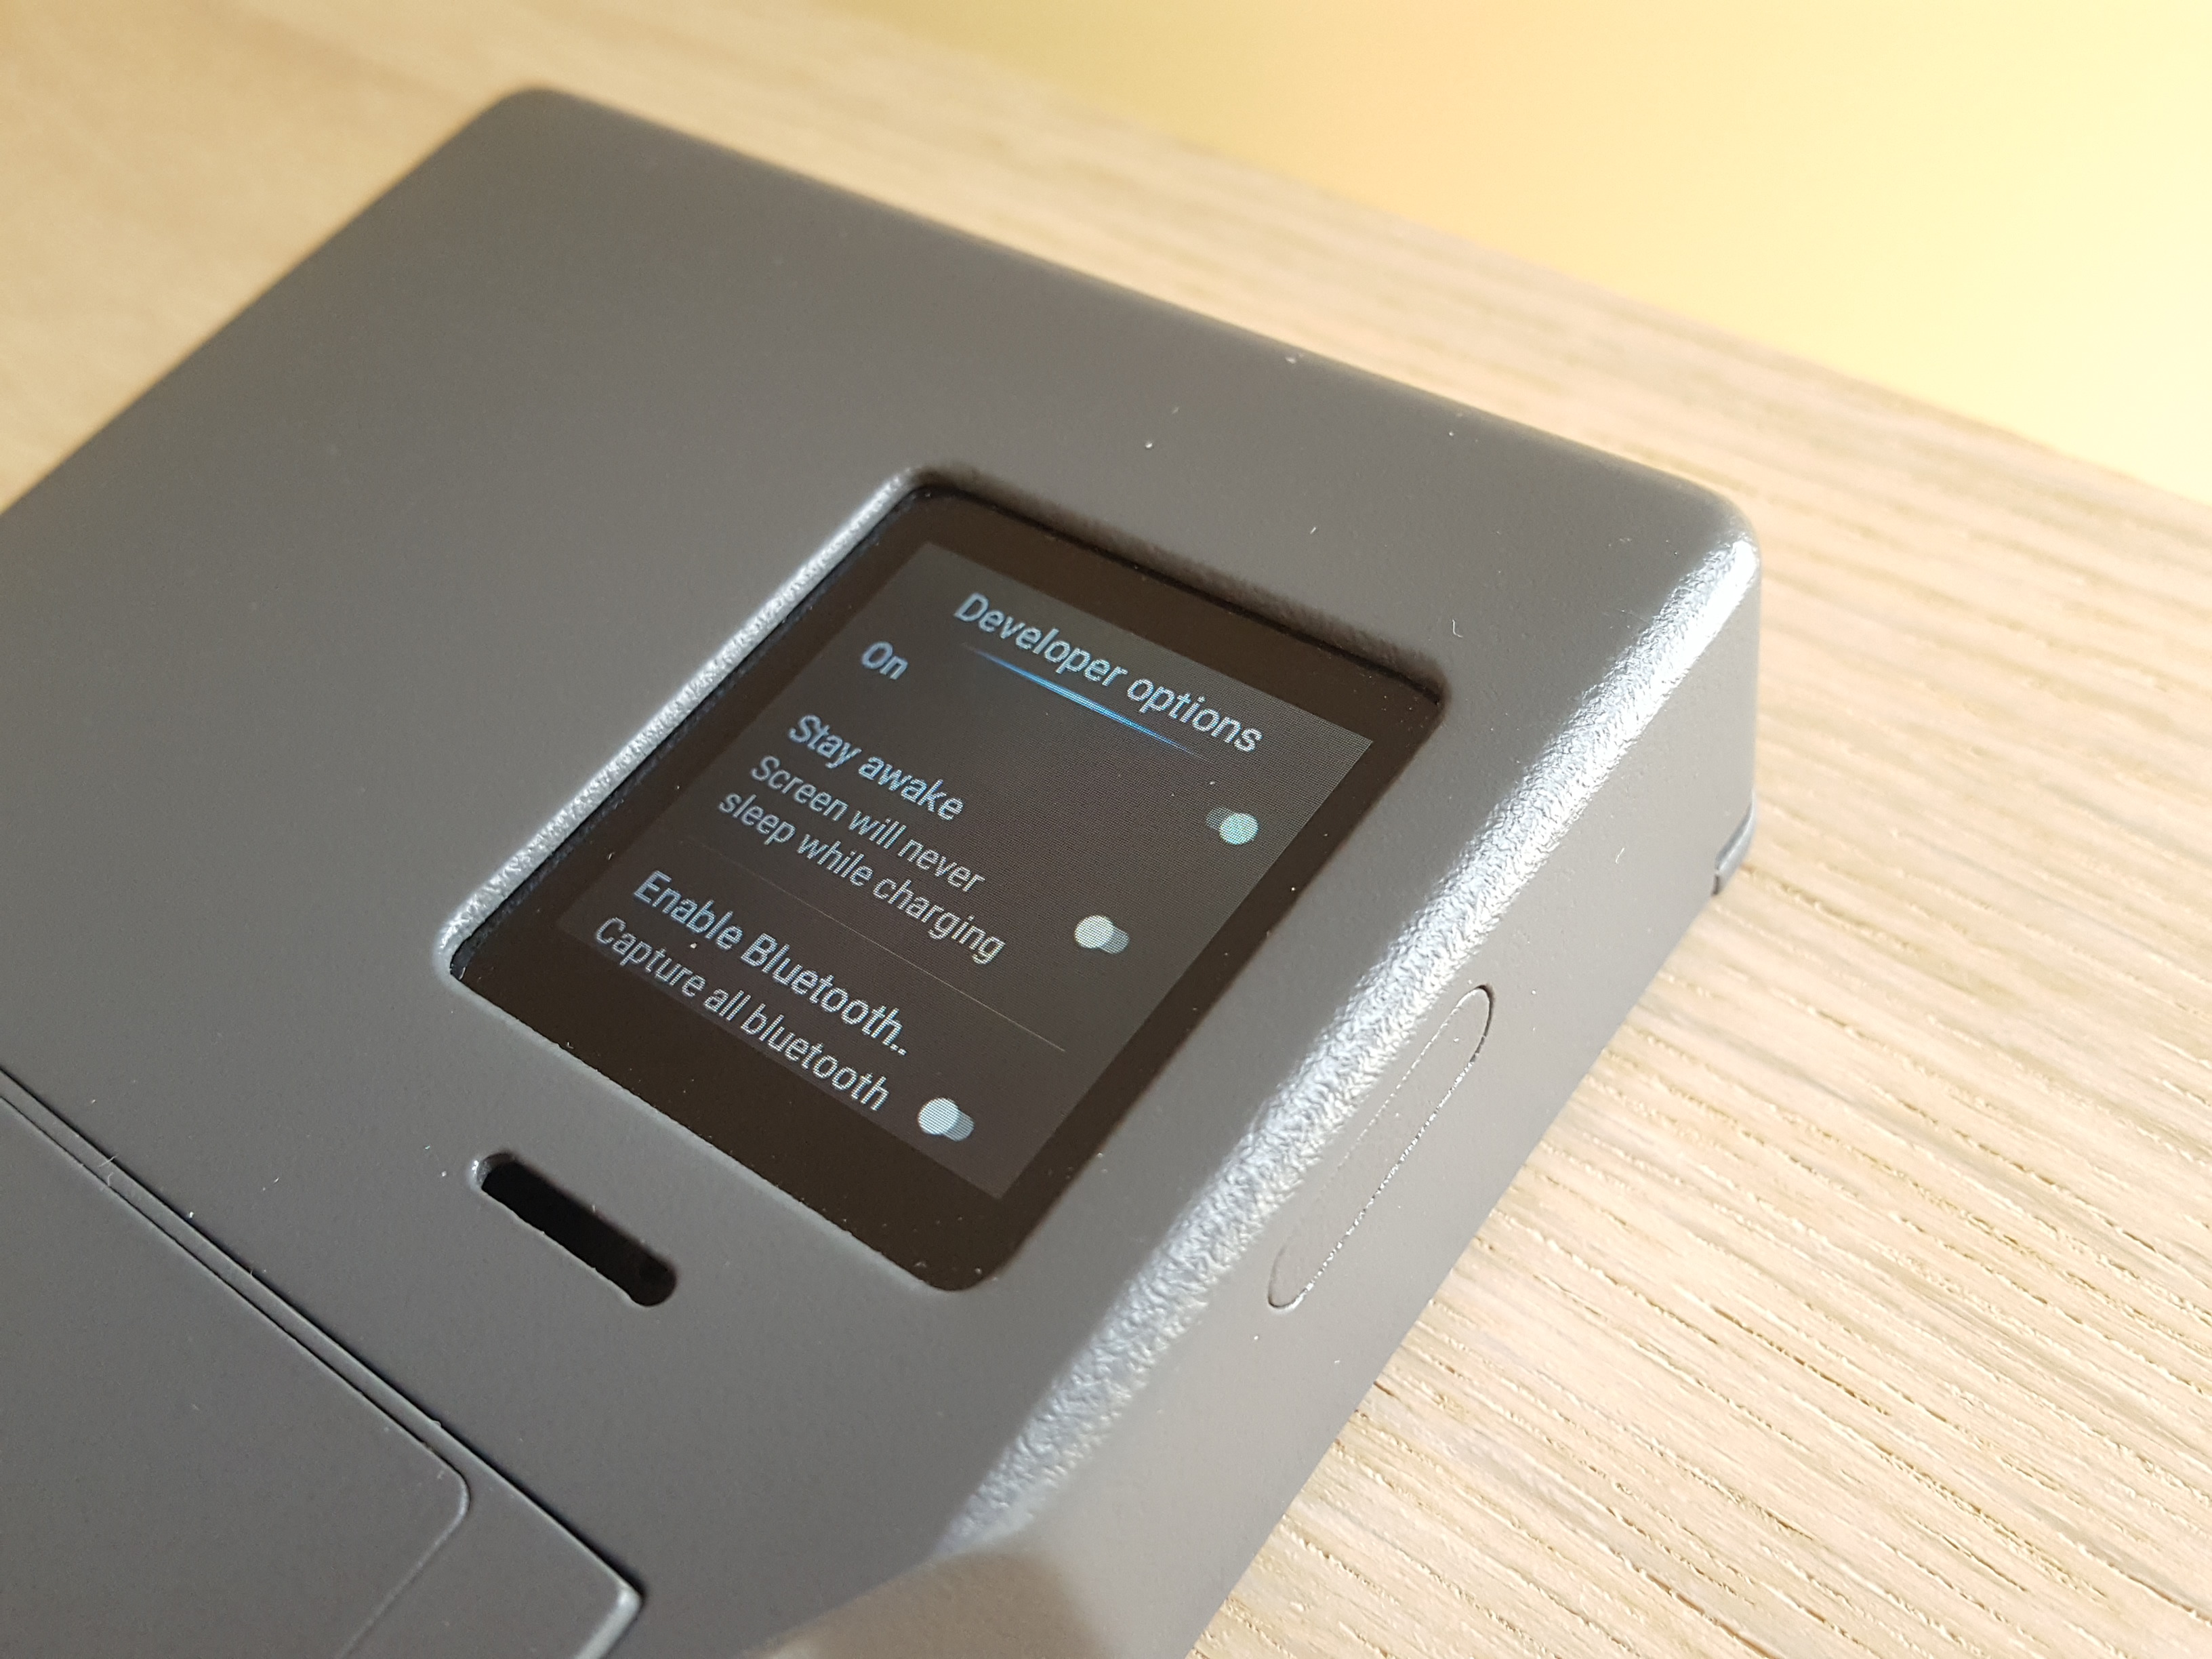 Developer options
On
Stay awake
Screen will never
sleep while charging
Enable Bluetooth..
Capture all bluetooth